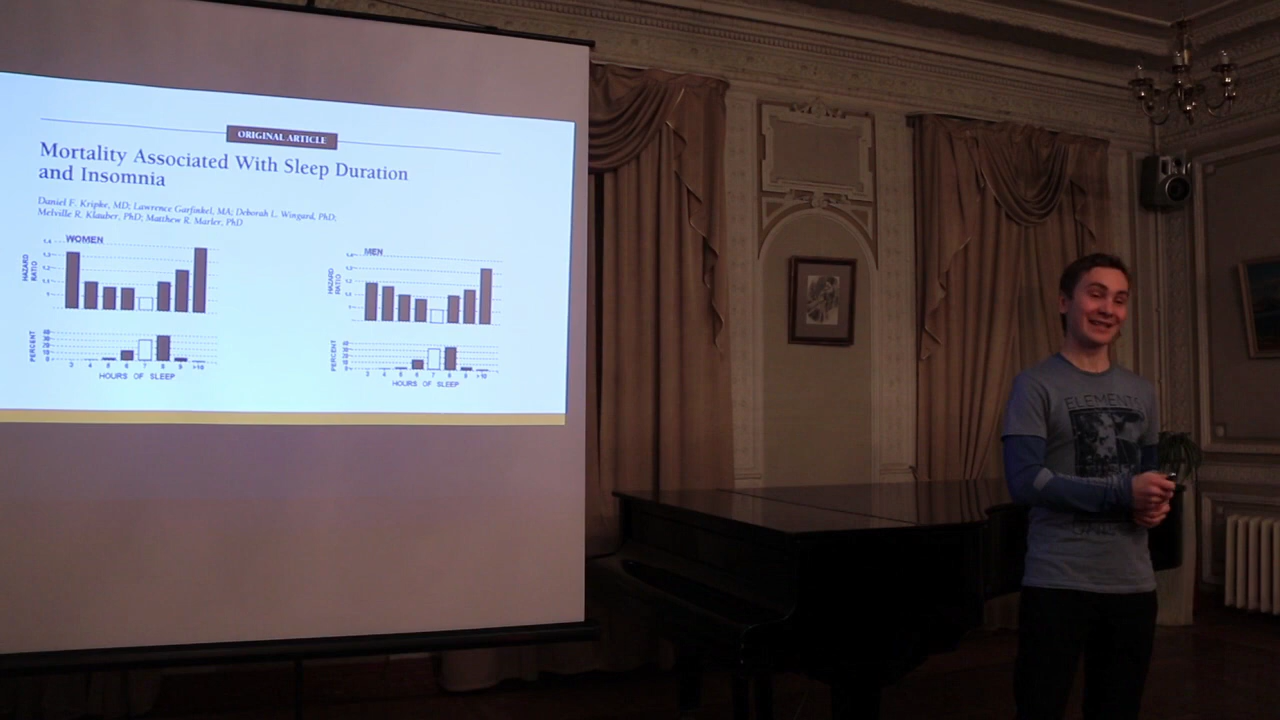 ORIGINAL ARTICLE
Mortality Associated With Sleep Duration
and Insomnia
Daniel F. Kripke, MD; Lawrence Garfinkel, MA; Deborah L. Wingard, PhD;
Melville R. Klauber, PhD; Matthew R. Marler, PhD
WOMEN
HAZARD
RATIO
PERCENT
HOURS OF SLEEP
MEN
HAZARD
RATIO
PERCENT
HOURS OF SLEEP
ELEMENTS